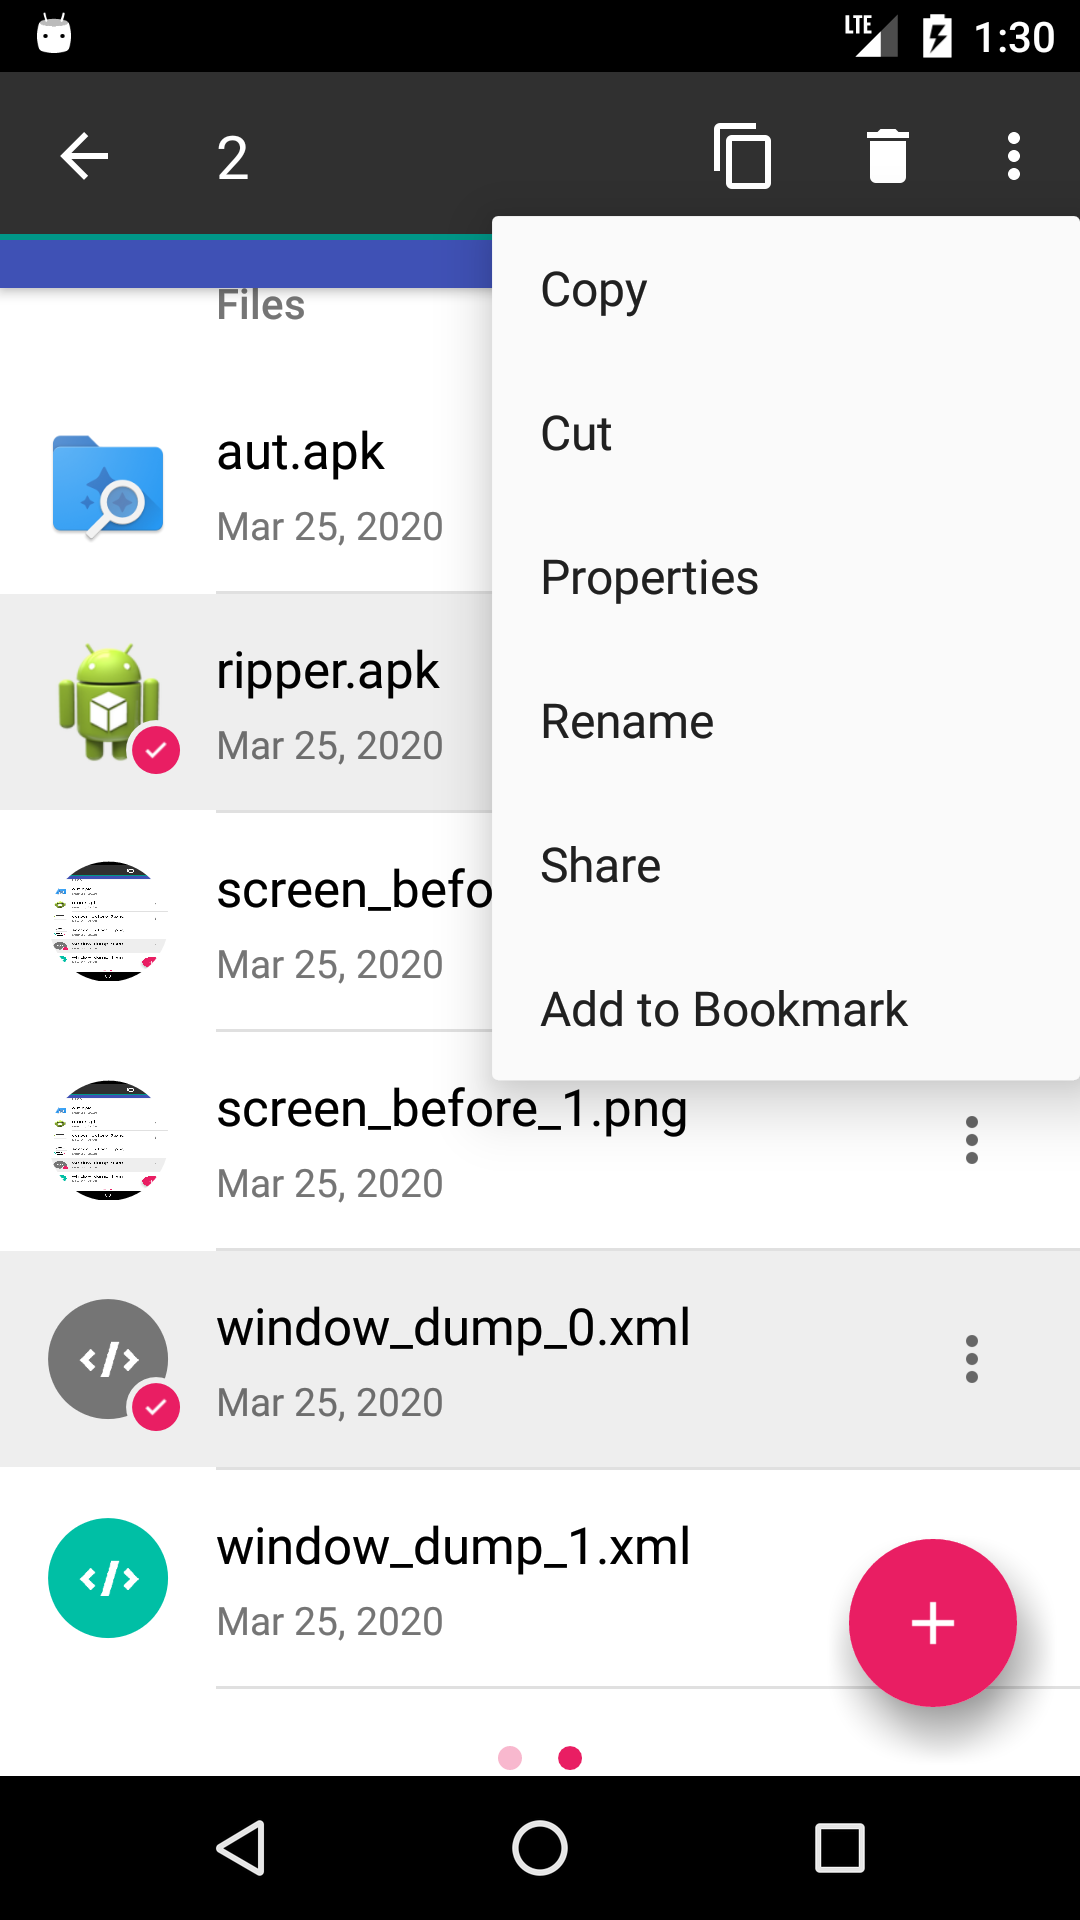 LTE 1:30
2
Files
Copy
Cut
Properties
Rename
Share
Add to Bookmark
aut.apk
Mar 25, 2020
ripper.apk
Mar 25, 2020
screen_befo
Mar 25, 2020
screen_before_1.png
Mar 25, 2020
window_dump_0.xml
Mar 25, 2020
window_dump_1.xml
Mar 25, 2020